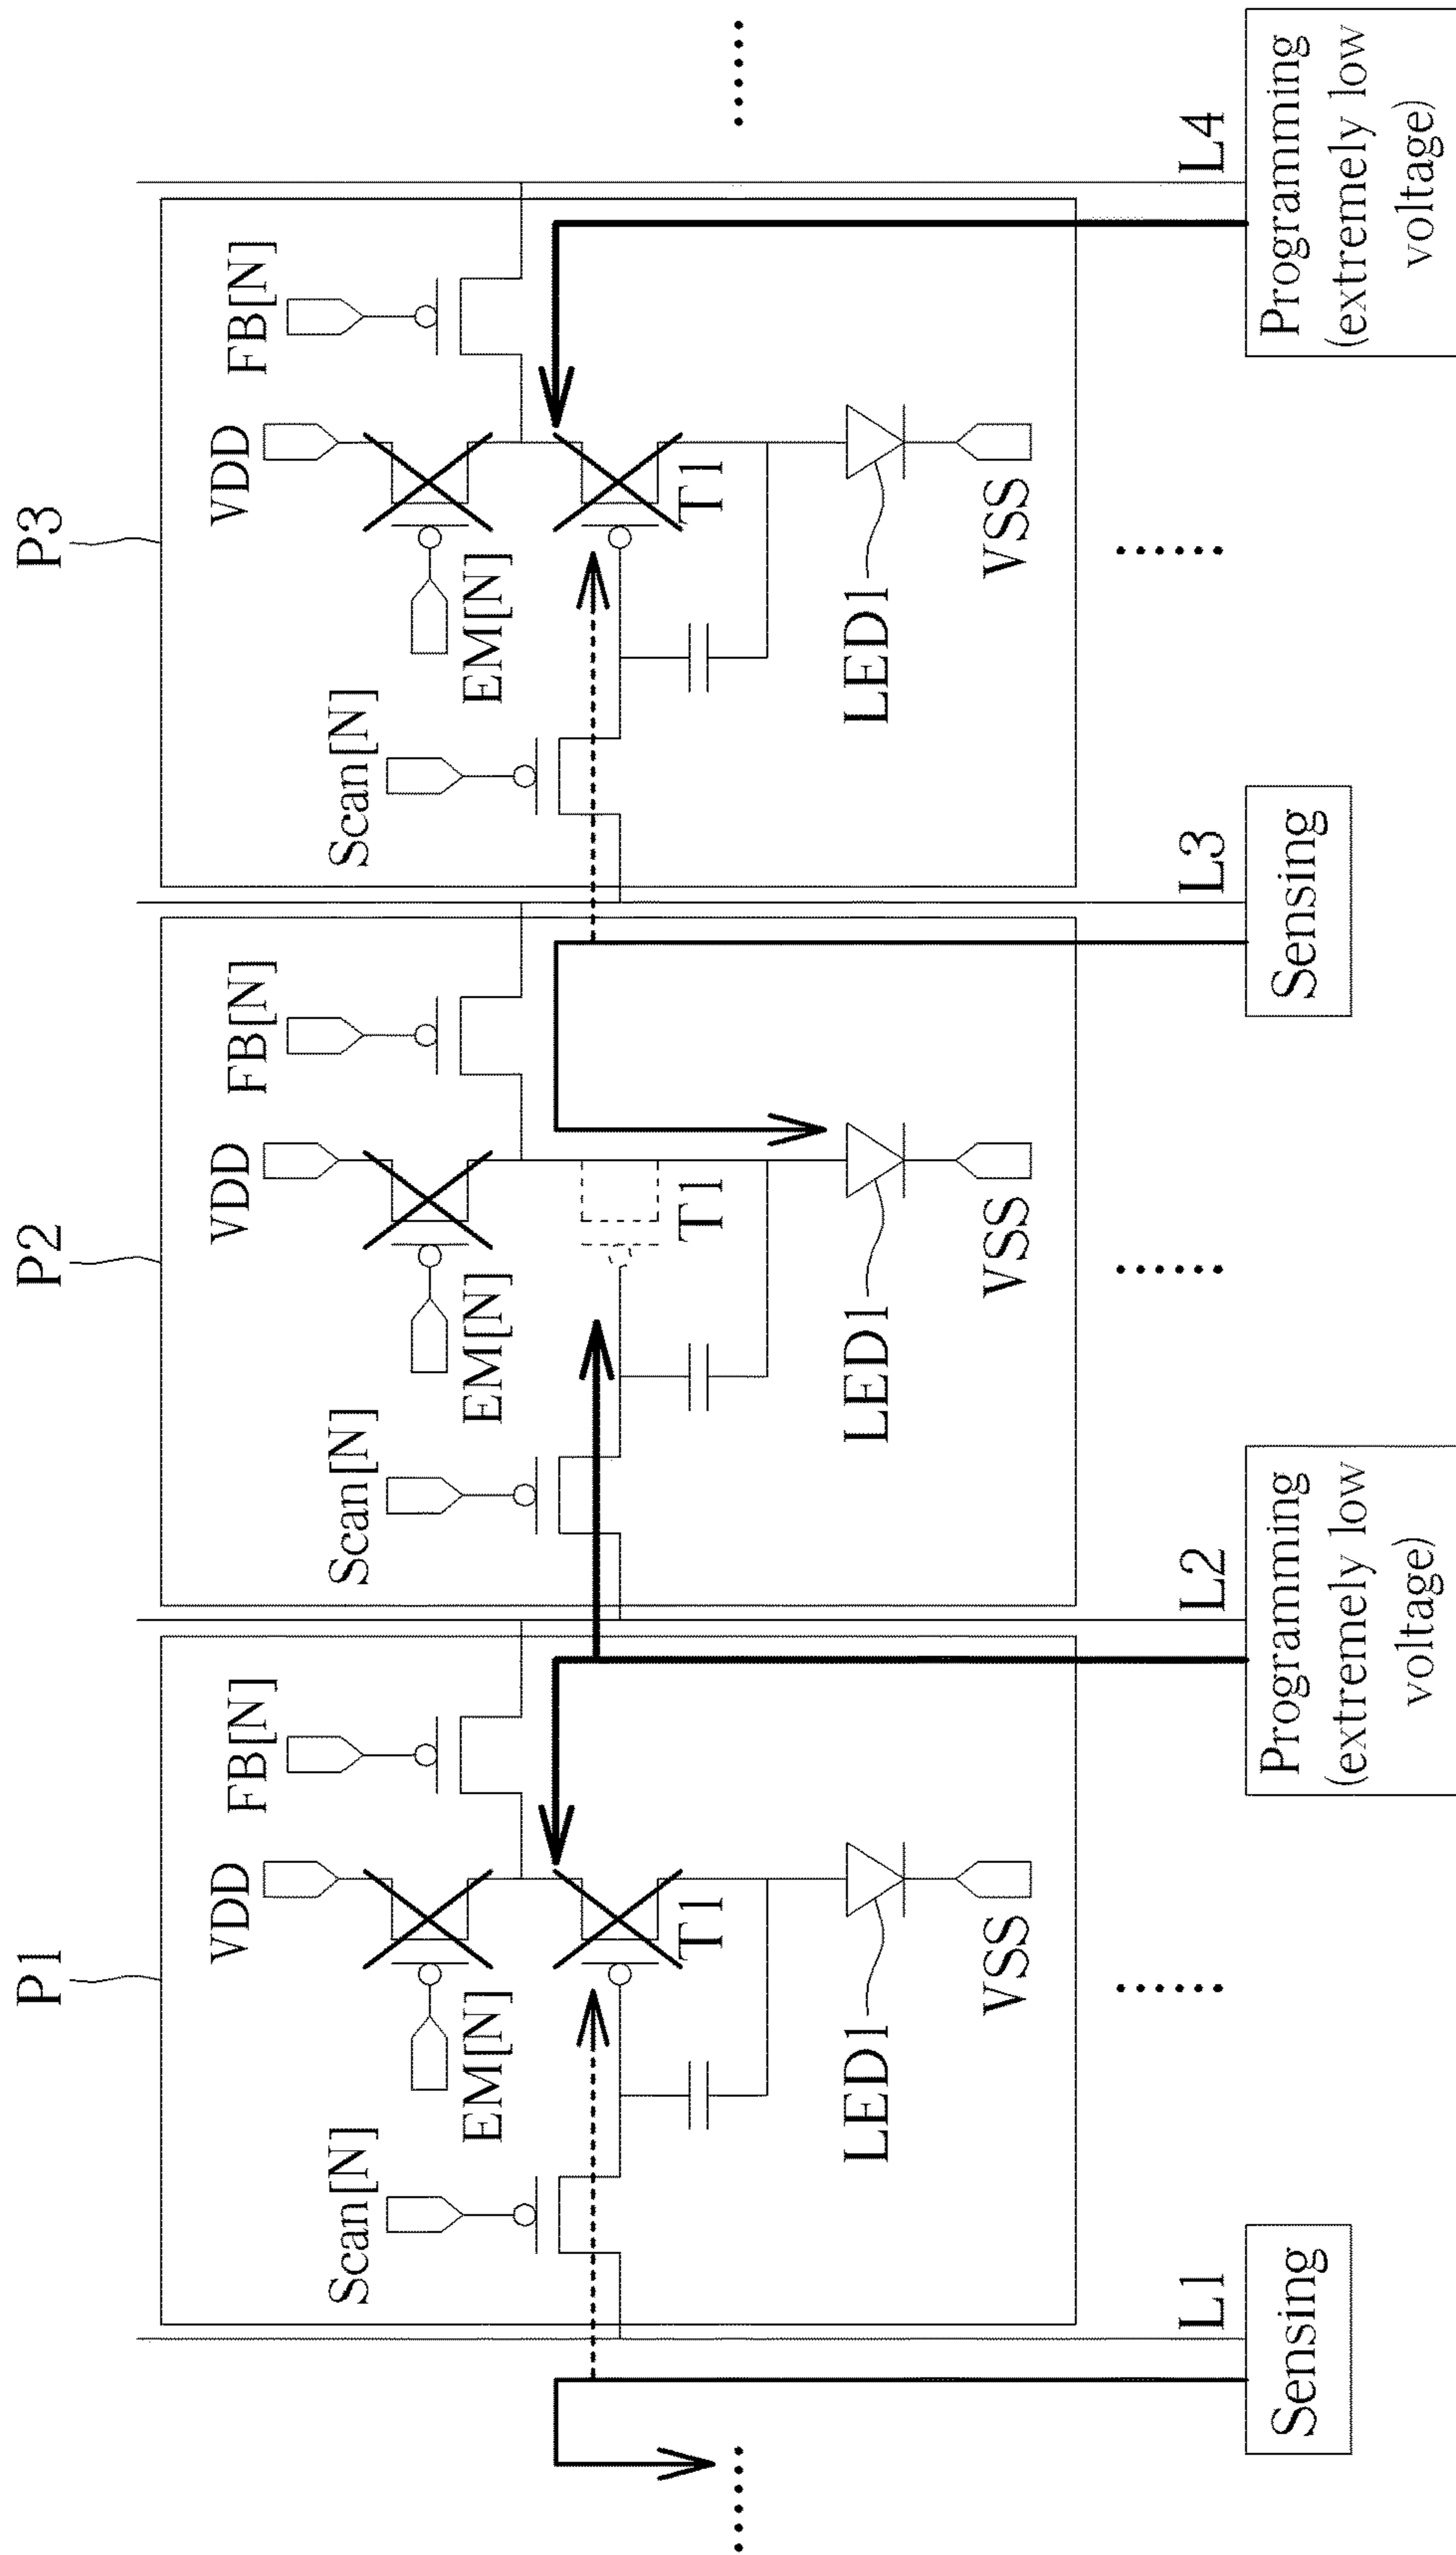 P1
P2
P3
VDD
FB[N]
Scan[N]
EM[N]
T1
LED1
VSS
VDD
FB[N]
Scan[N]
EM[N]
T1
LED1
VSS
VDD
FB[N]
Scan[N]
EM[N]
T1
LED1
VSS
L1
Sensing
L2
Programming
(extremely low
voltage)
L3
Sensing
L4
Programming
(extremely low
voltage)